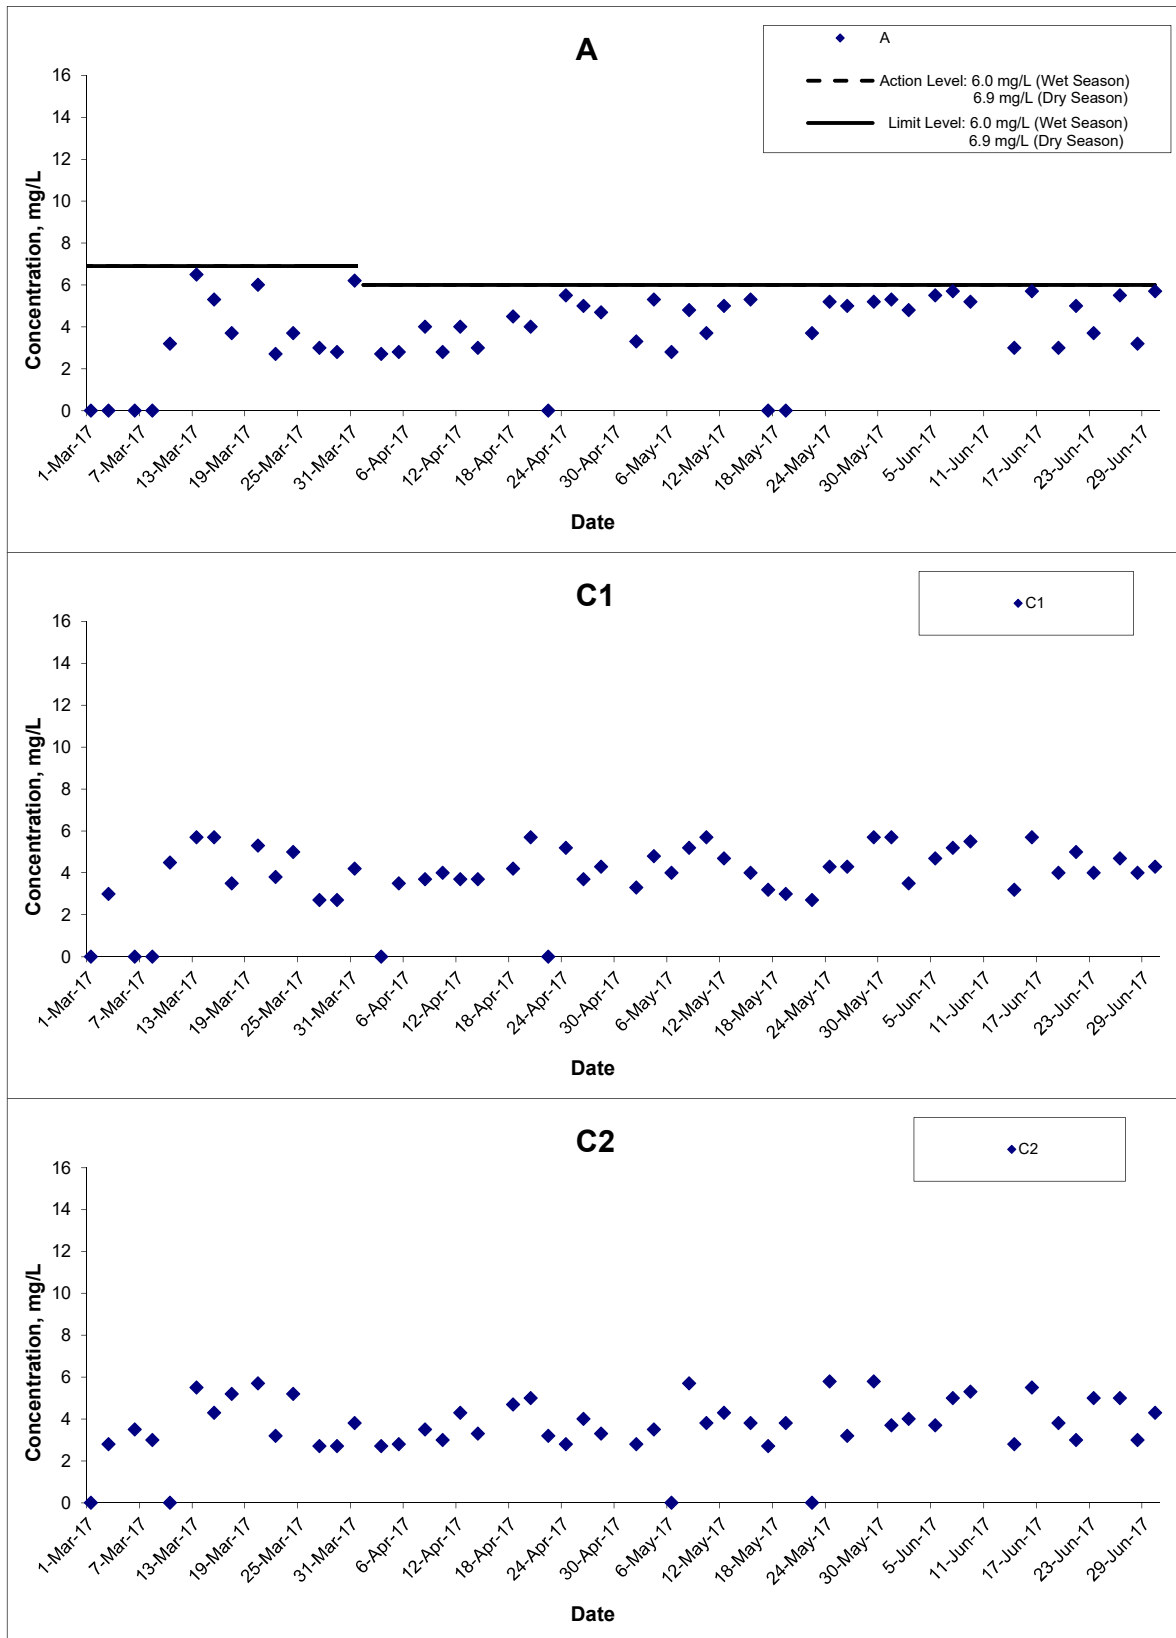 A
A
Action Level: 6.0 mg/L (Wet Season)
6.9 mg/L (Dry Season)
Limit Level: 6.0 mg/L (Wet Season)
6.9 mg/L (Dry Season)
Concentration, mg/L
16
14
12
10
8
6
4
2
0
1-Mar-17
7-Mar-17
13-Mar-17
19-Mar-17
25-Mar-17
31-Mar-17
6-Apr-17
12-Apr-17
18-Apr-17
24-Apr-17
30-Apr-17
6-May-17
12-May-17
18-May-17
24-May-17
30-May-17
5-Jun-17
11-Jun-17
17-Jun-17
23-Jun-17
29-Jun-17
Date
C1
C1
Concentration, mg/L
16
14
12
10
8
6
4
2
0
1-Mar-17
7-Mar-17
13-Mar-17
19-Mar-17
25-Mar-17
31-Mar-17
6-Apr-17
12-Apr-17
18-Apr-17
24-Apr-17
30-Apr-17
6-May-17
12-May-17
18-May-17
24-May-17
30-May-17
5-Jun-17
11-Jun-17
17-Jun-17
23-Jun-17
29-Jun-17
Date
C2
C2
Concentration, mg/L
16
14
12
10
8
6
4
2
0
1-Mar-17
7-Mar-17
13-Mar-17
19-Mar-17
25-Mar-17
31-Mar-17
6-Apr-17
12-Apr-17
18-Apr-17
24-Apr-17
30-Apr-17
6-May-17
12-May-17
18-May-17
24-May-17
30-May-17
5-Jun-17
11-Jun-17
17-Jun-17
23-Jun-17
29-Jun-17
Date